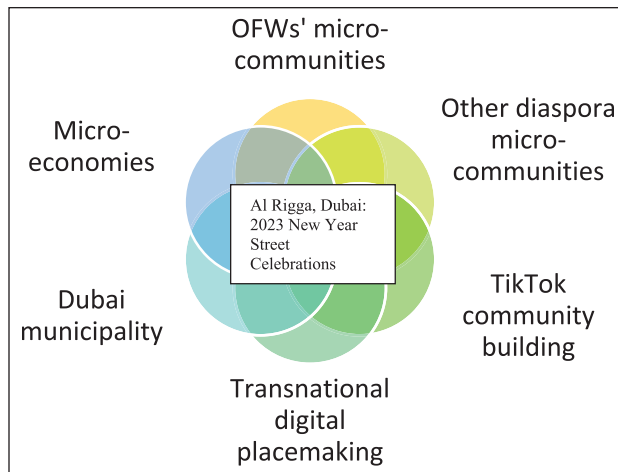 OFWs' micro-
communities
Other diaspora
micro-
communities
TikTok
community
building
Transnational
digital
placemaking
Dubai
municipality
Micro-
economies
Al Rigga, Dubai:
2023 New Year
Street
Celebrations